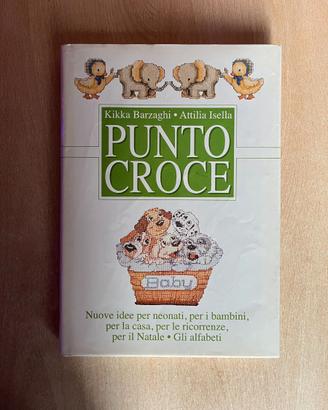 Kikka Barzaghi • Attilia Isella
PUNTO
CROCE
Baby
Nuove idee per neonati, per i bambini,
per la casa, per le ricorrenze,
per il Natale • Gli alfabeti